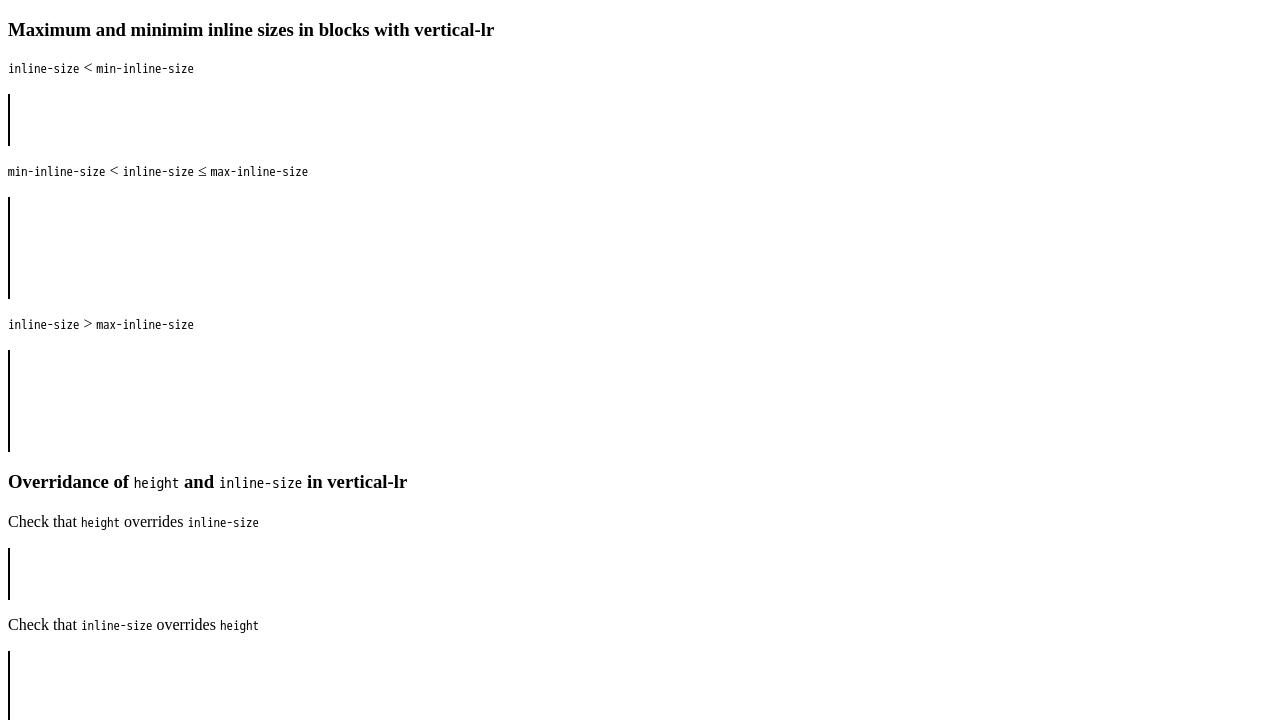 Maximum and minimim inline sizes in blocks with vertical-lr
inline-size < min-inline-size
min-inline-size < inline-size ≤ max-inline-size
inline-size > max-inline-size
Overridance of height and inline-size in vertical-lr
Check that height overrides inline-size
Check that inline-size overrides height